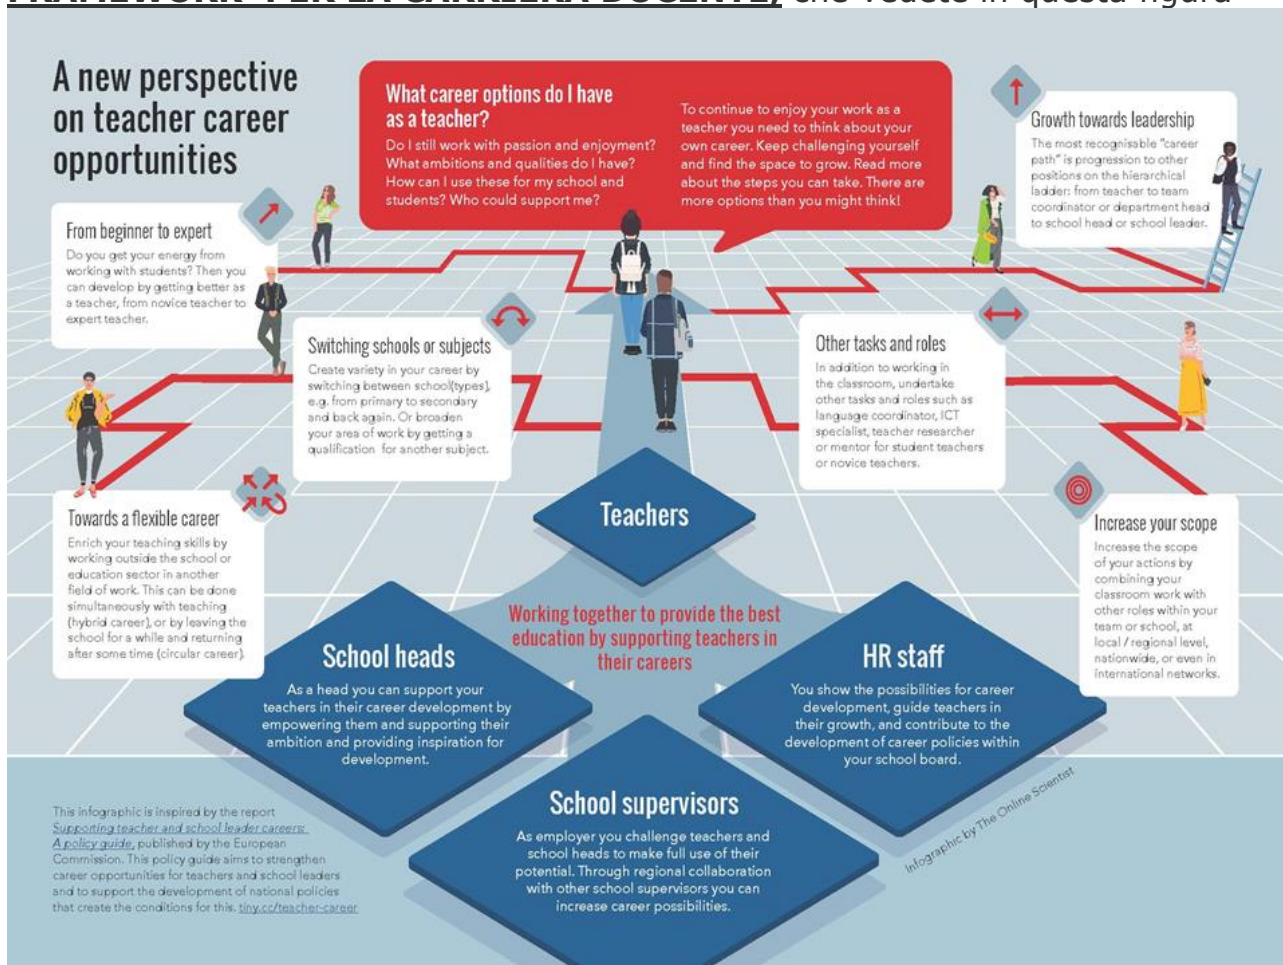 FRAMEWORK PER LA CARRIERA DOCENTE, che vedete in questa figura
A new perspective
on teacher career
opportunities
What career options do I have
as a teacher?
Do I still work with passion and enjoyment?
What ambitions and qualities do I have?
How can I use these for my school and
students? Who could support me?
To continue to enjoy your work as a
teacher you need to think about your
own career. Keep challenging yourself
and find the space to grow. Read more
about the steps you can take. There are
more options than you might think!
Growth towards leadership
The most recognisable "career
path" is progression to other
positions on the hierarchical
ladder: from teacher to team
coordinator or department head
to school head or school leader.
From beginner to expert
Do you get your energy from
working with students? Then you
can develop by getting better as
a teacher, from novice teacher to
expert teacher.
Switching schools or subjects
Create variety in your career by
switching between school(types),
e.g. from primary to secondary
and back again. Or broaden
your area of work by getting a
qualification for another subject.
Other tasks and roles
In addition to working in
the classroom, undertake
other tasks and roles such as
language coordinator, ICT
specialist, teacher researcher
or mentor for student teachers
or novice teachers.
Towards a flexible career
Enrich your teaching skills by
working outside the school or
education sector in another
field of work. This can be done
simultaneously with teaching
(hybrid career), or by leaving the
school for a while and returning
after some time (circular career).
Increase your scope
Increase the scope
of your actions by
combining your
classroom work with
other roles within your
team or school, at
local / regional level,
nationwide, or even in
international networks.
Teachers
Working together to provide the best
education by supporting teachers in
their careers
School heads
As a head you can support your
teachers in their career development by
empowering them and supporting their
ambition and providing inspiration for
development.
HR staff
You show the possibilities for career
development, guide teachers in
their growth, and contribute to the
development of career policies within
your school board.
School supervisors
As employer you challenge teachers and
school heads to make full use of their
potential. Through regional collaboration
with other school supervisors you can
increase career possibilities.
This infographic is inspired by the report
Supporting teacher and school leader careers:
A policy guide, published by the European
Commission. This policy guide aims to strengthen
career opportunities for teachers and school leaders
and to support the development of national policies
that create the conditions for this. tiny.cc/teacher-career
Infographic by The Online Scientist